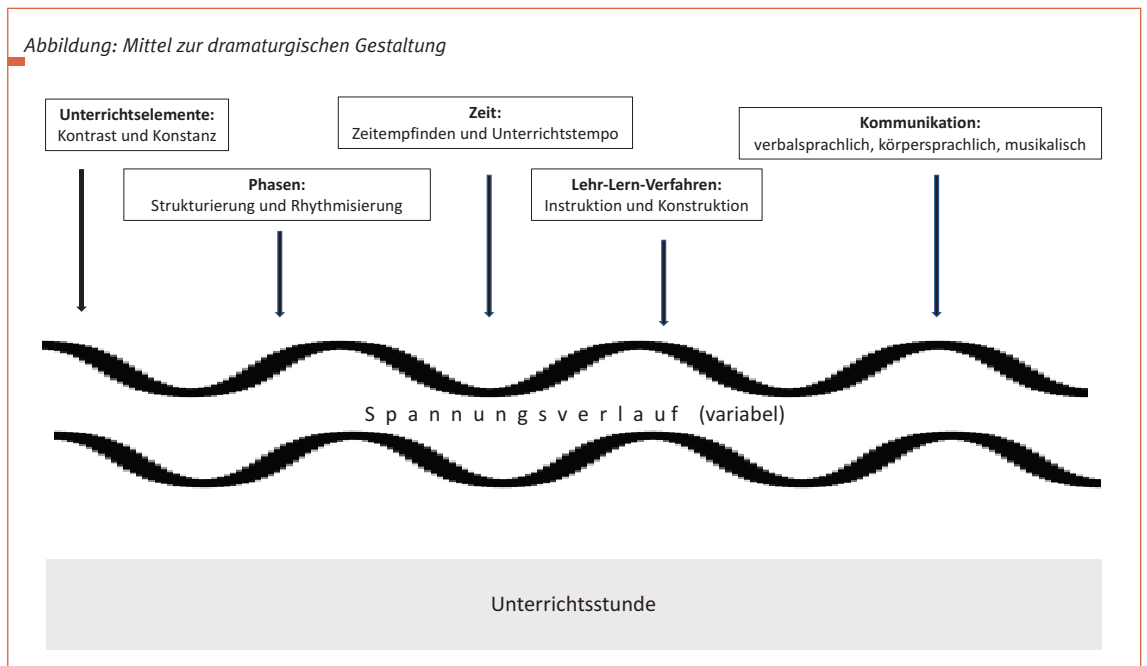 Abbildung: Mittel zur dramaturgischen Gestaltung
Unterrichtselemente:
Kontrast und Konstanz
Phasen:
Strukturierung und Rhythmisierung
Zeit:
Zeitempfinden und Unterrichtstempo
Lehr-Lern-Verfahren:
Instruktion und Konstruktion
Kommunikation:
verbalsprachlich, körpersprachlich, musikalisch
Spannungsverlauf (variabel)
Unterrichtsstunde